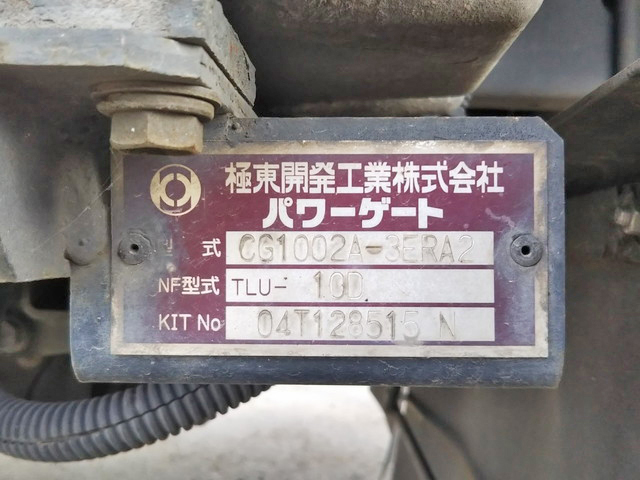 極東開発工業株式会社
パワーゲート
型 式 CG1002A-3ERA2
NF型式 TLU- 10D
KIT No 04T128515 N